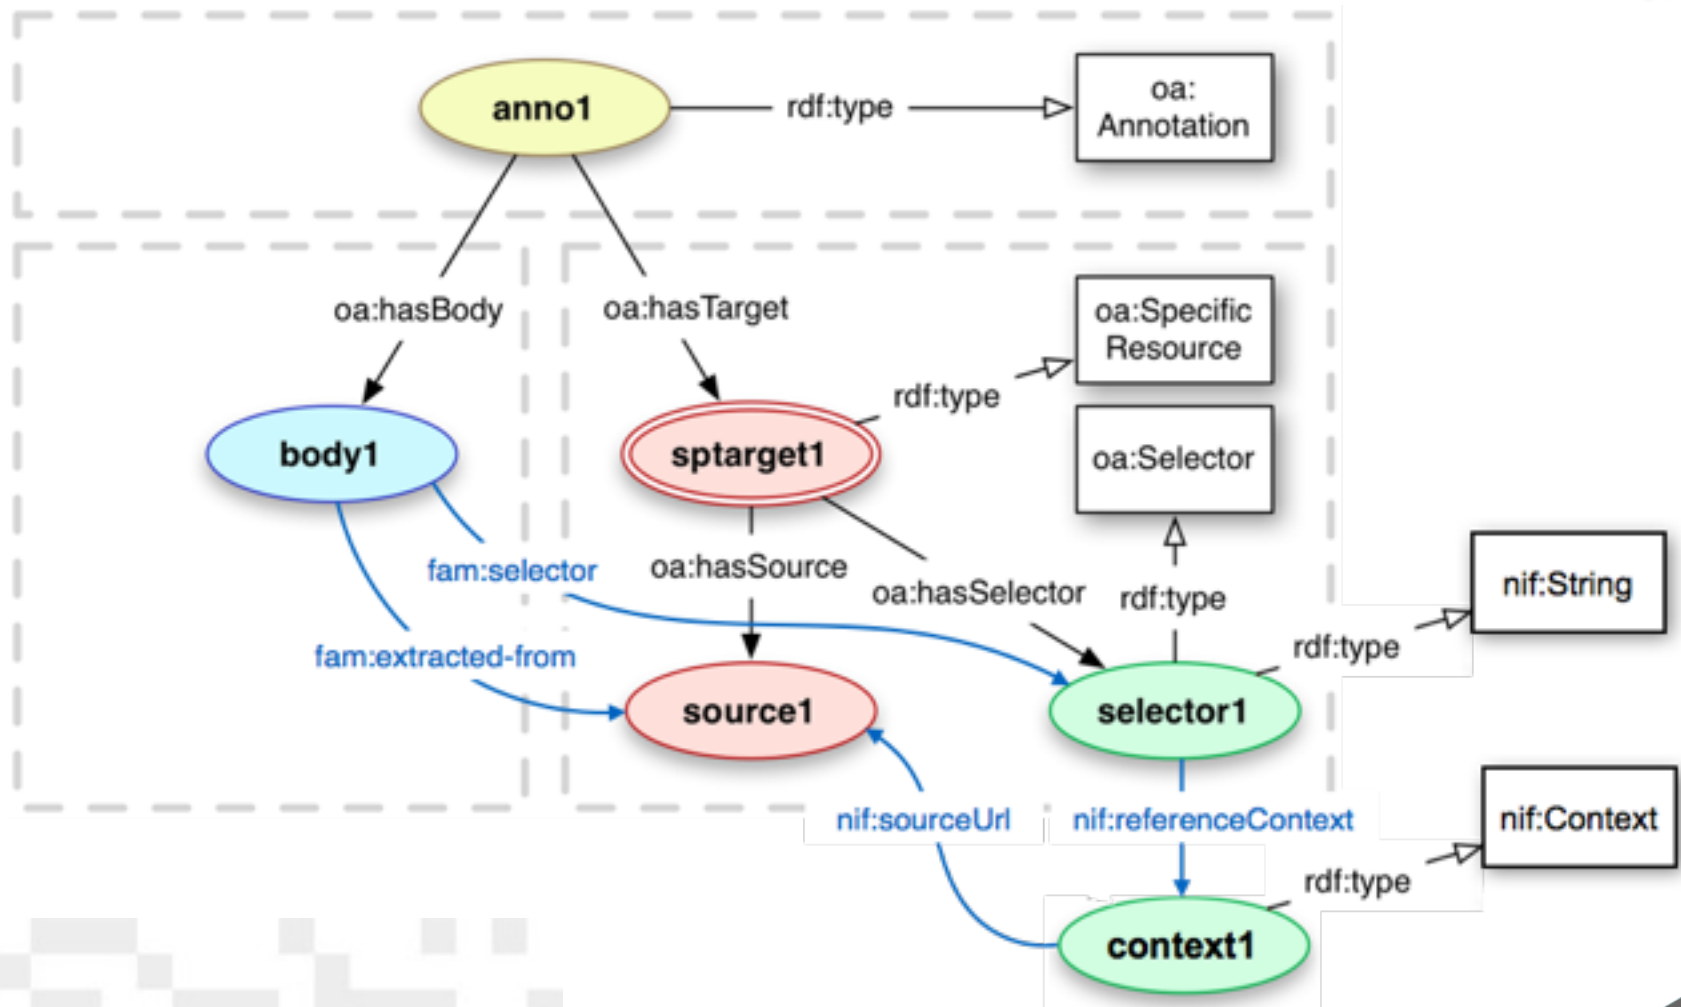 anno1
rdf:type
oa:
Annotation
oa:hasBody
oa:hasTarget
oa:Specific
Resource
rdf:type
body1
sptarget1
oa:Selector
fam:selector
oa:hasSource
oa:hasSelector
rdf:type
nif:String
fam:extracted-from
rdf:type
source1
selector1
nif:sourceUrl
nif:referenceContext
nif:Context
rdf:type
context1